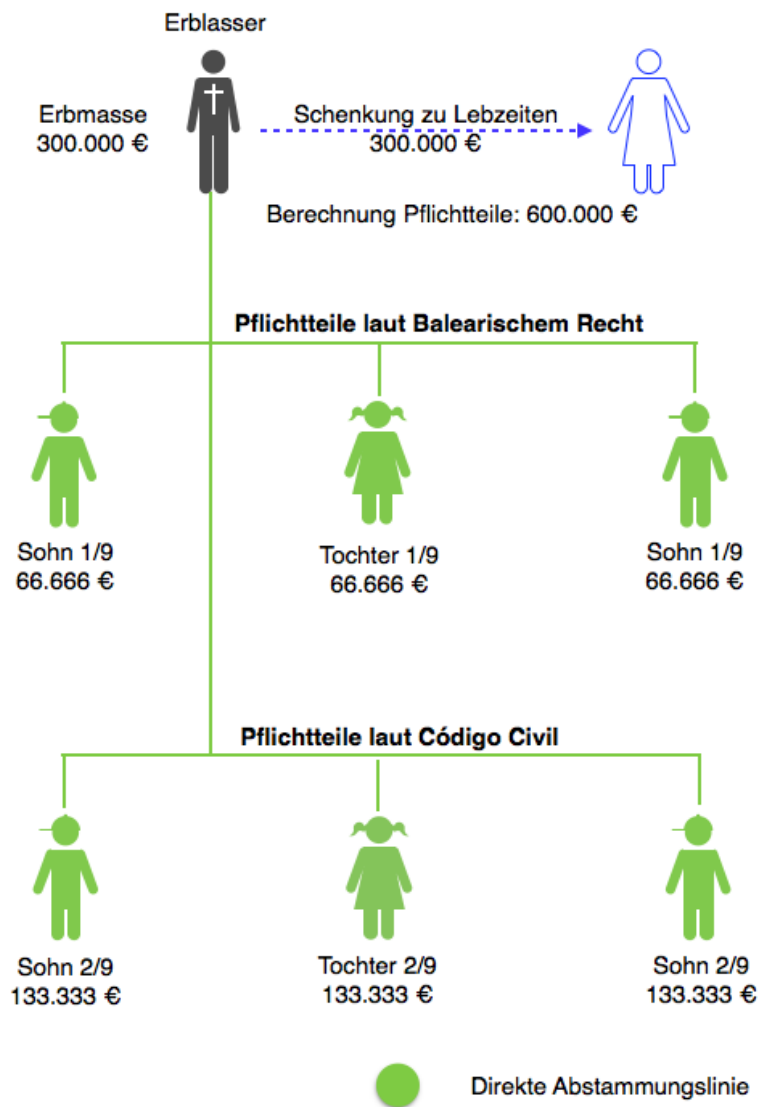 Erblasser
Erbmasse
300.000 €
Schenkung zu Lebzeiten
300.000 €
Berechnung Pflichtteile: 600.000 €
Pflichtteile laut Balearischem Recht
Sohn 1/9
66.666 €
Tochter 1/9
66.666 €
Sohn 1/9
66.666 €
Pflichtteile laut Código Civil
Sohn 2/9
133.333 €
Tochter 2/9
133.333 €
Sohn 2/9
133.333 €
Direkte Abstammungslinie